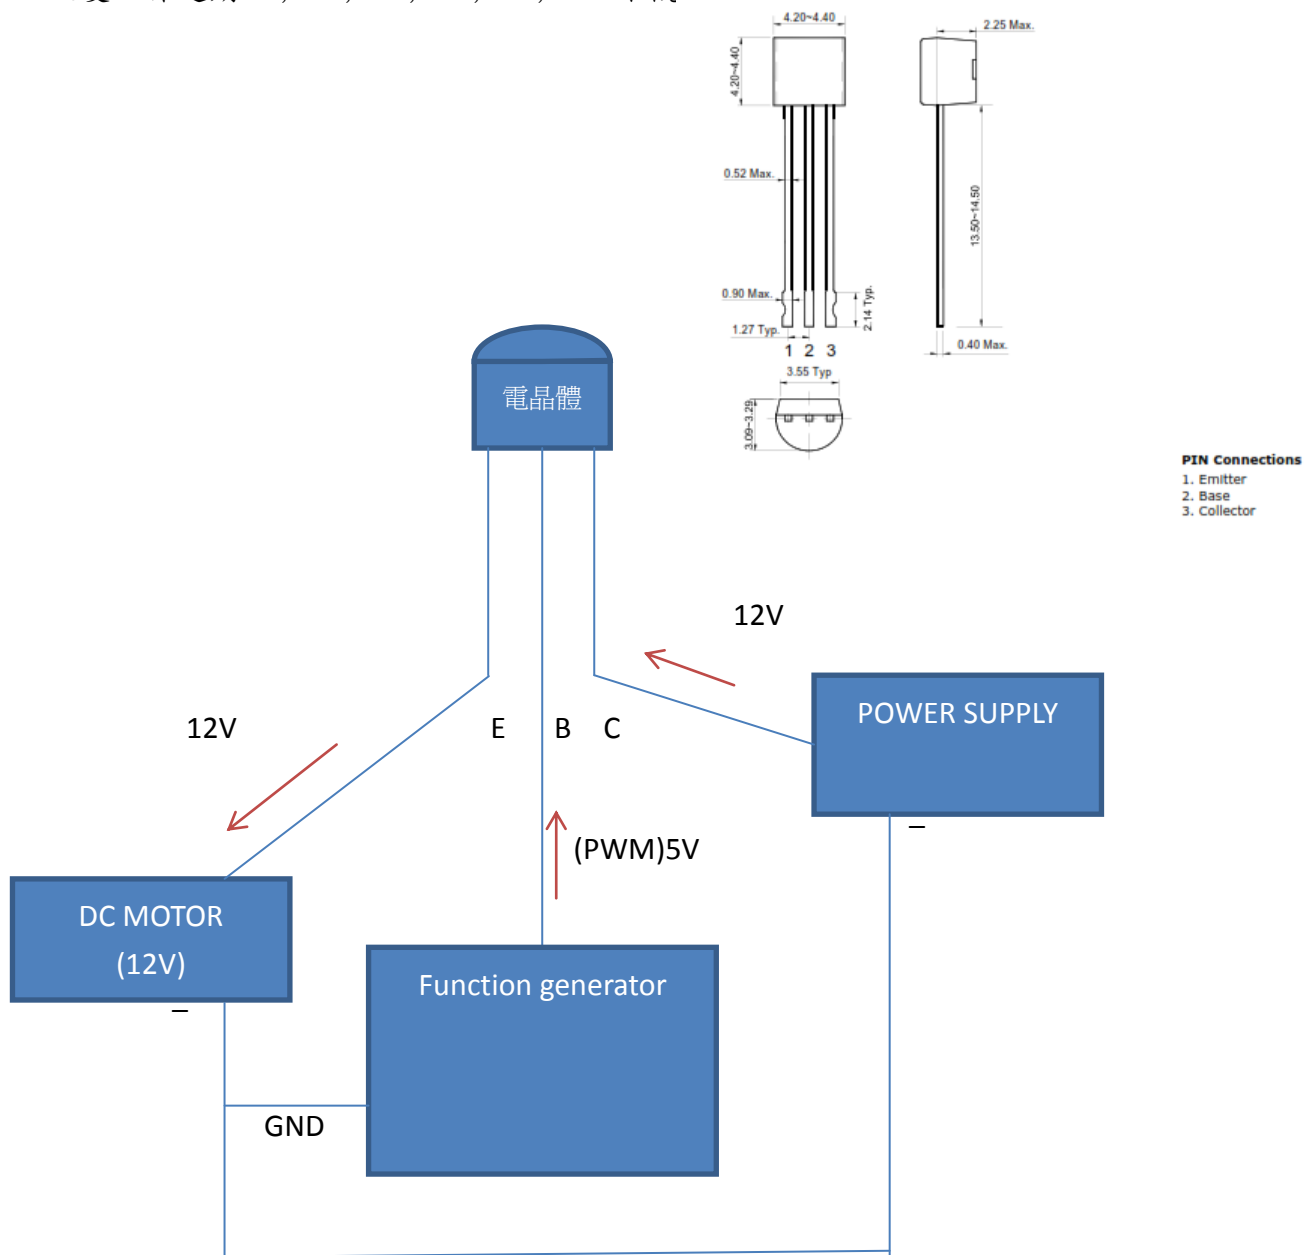 4.20~4.40
2.25 Max.
4.20~4.40
0.52 Max.
13.50~14.50
0.90 Max.
2.14 Typ.
1.27 Typ.
0.40 Max.
1 2 3
3.55 Typ
3.09~3.29
電晶體
PIN Connections
1. Emitter
2. Base
3. Collector
12V
POWER SUPPLY
12V
E B C
–
(PWM)5V
DC MOTOR
(12V)
–
Function generator
GND